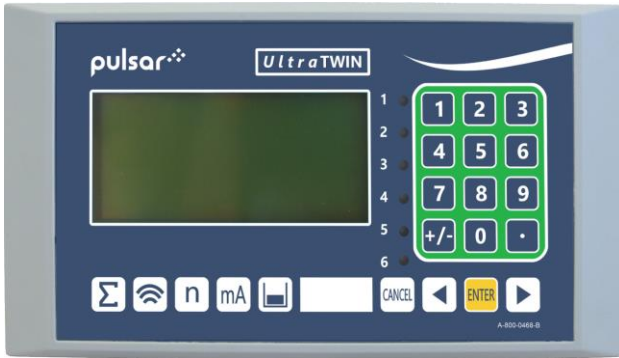 pulsar
UltraTWIN
1
2
3
4
5
6
1 2 3
4 5 6
7 8 9
+/- 0 .
Σ n mA CANCEL ENTER
A-800-0468-B